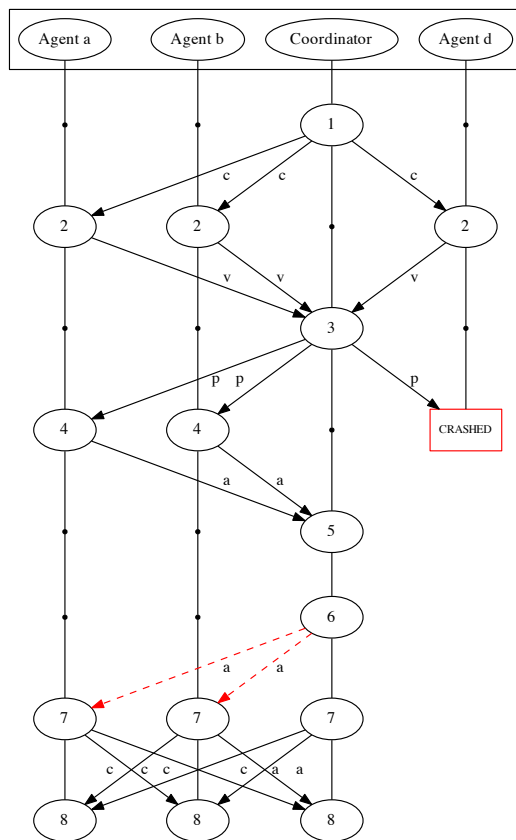 Agent a Agent b Coordinator Agent d
1
c c c
2 2 2
v v v
3
p p p
4 4 CRASHED
a a
5
6
a a
7 7 7
c c c c a a
8 8 8